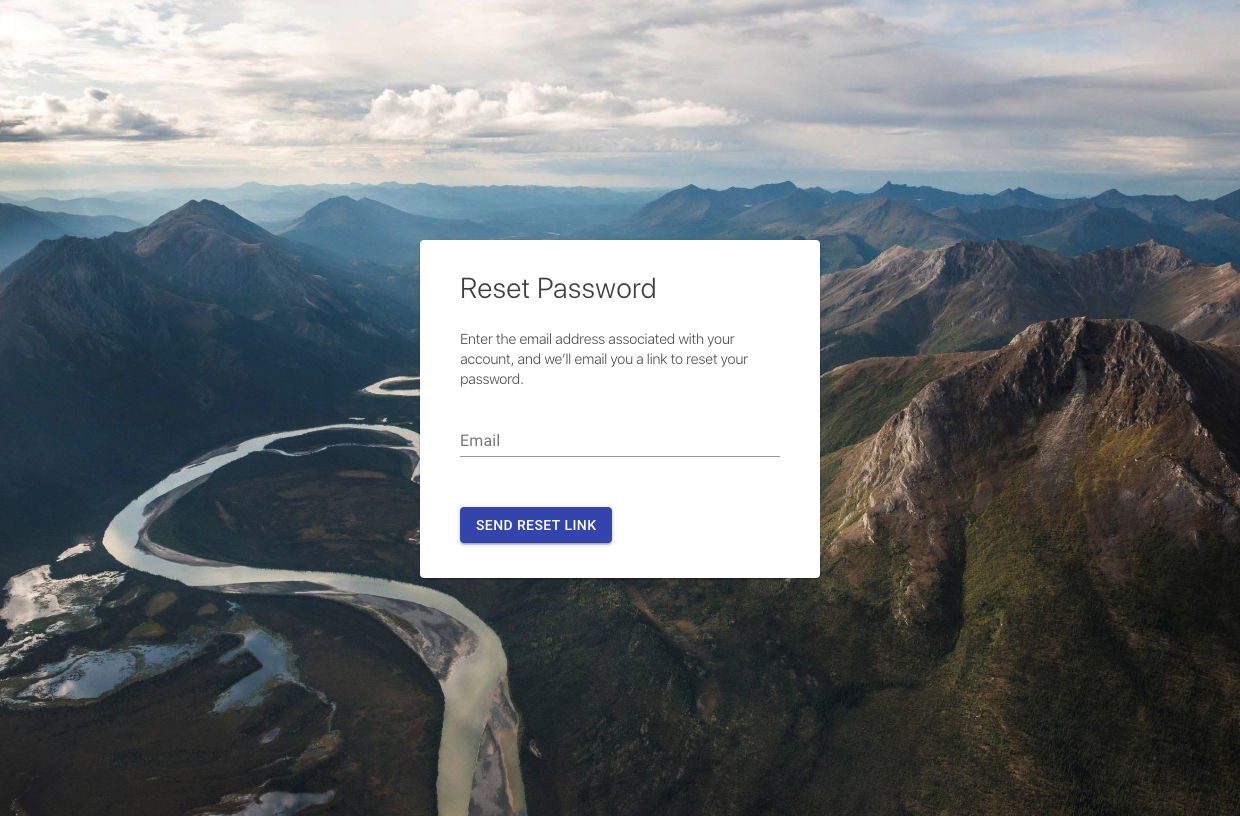 Reset Password
Enter the email address associated with your
account, and we’ll email you a link to reset your
password.
Email
SEND RESET LINK